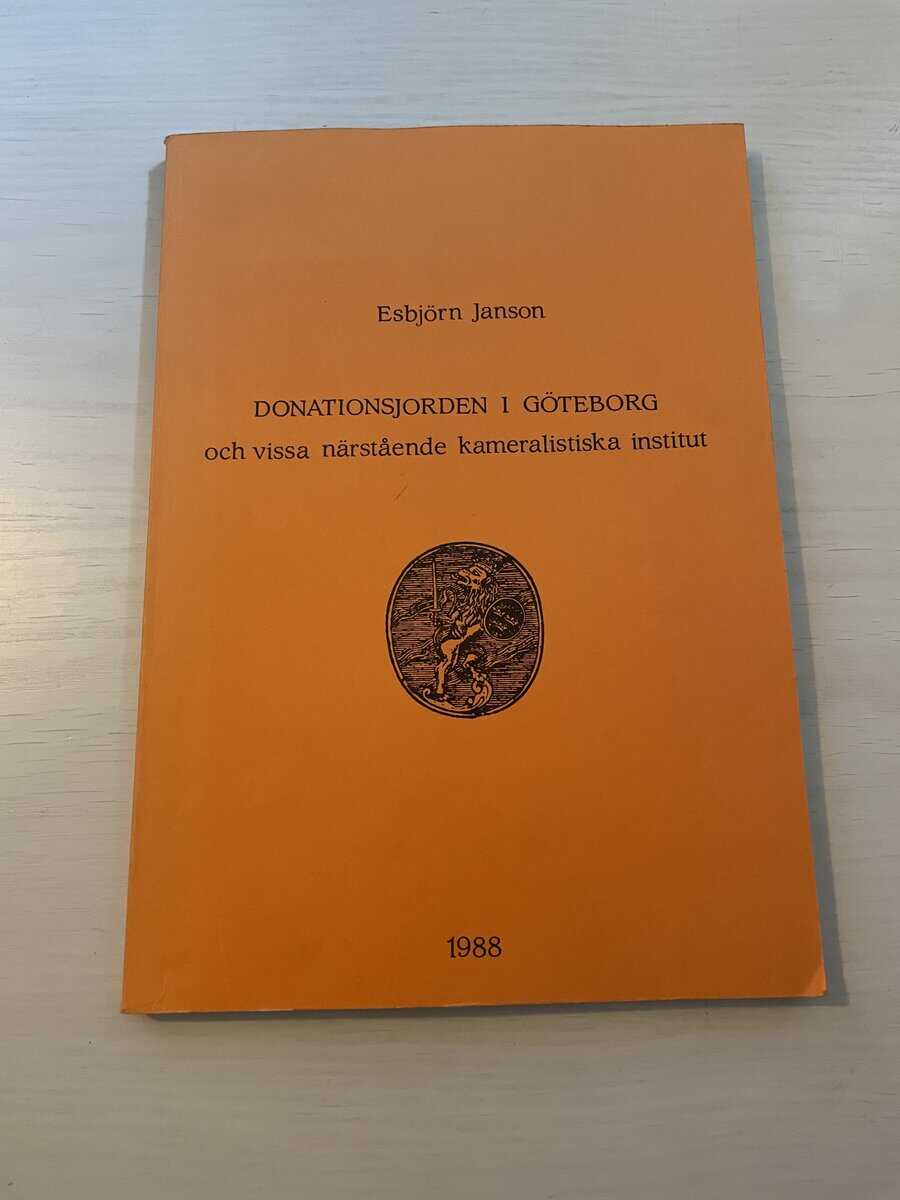 Esbjörn Janson
DONATIONSJORDEN I GÖTEBORG
och vissa närstående kameralistiska institut
1988